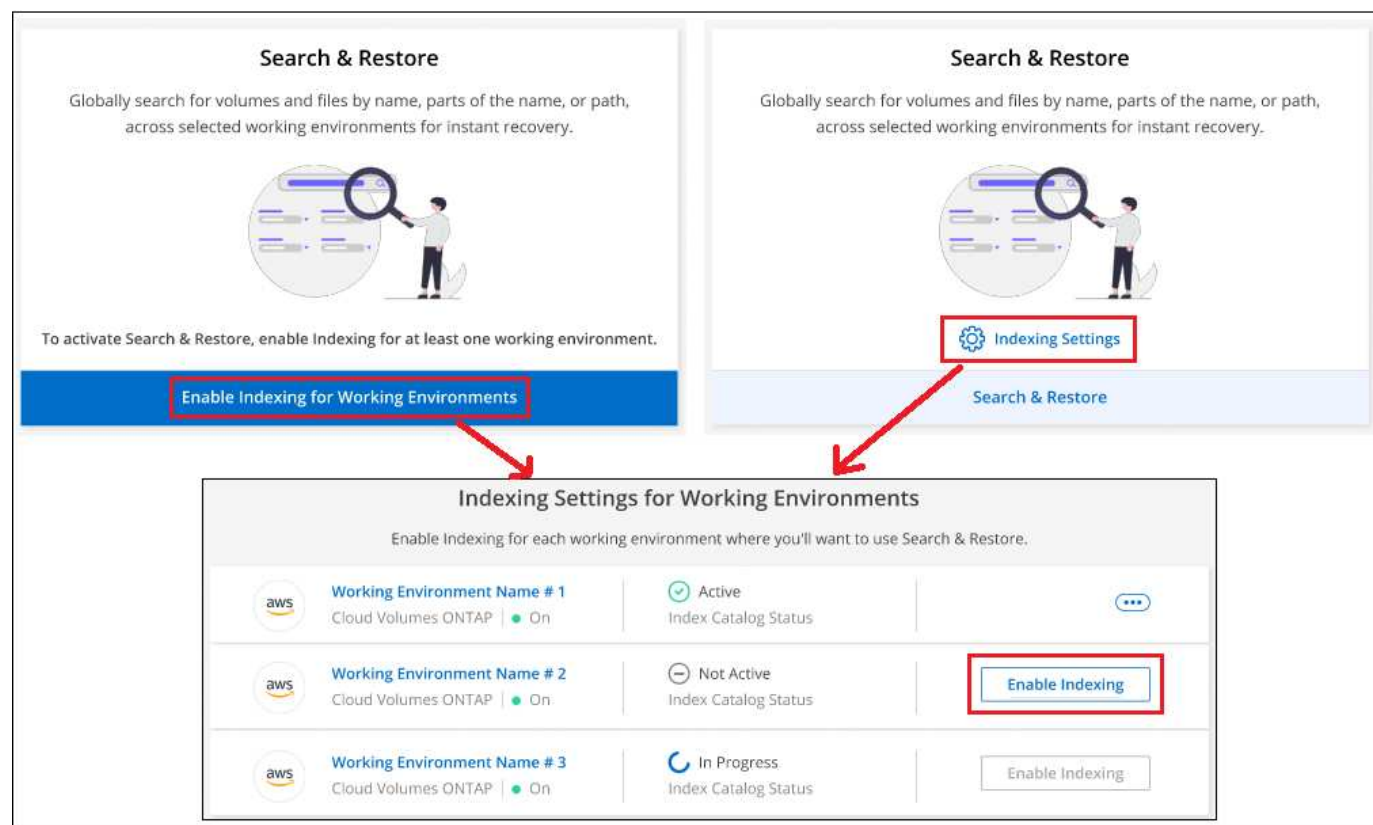 Search & Restore
Globally search for volumes and files by name, parts of the name, or path,
across selected working environments for instant recovery.
To activate Search & Restore, enable Indexing for at least one working environment.
Enable Indexing for Working Environments
Search & Restore
Globally search for volumes and files by name, parts of the name, or path,
across selected working environments for instant recovery.
Indexing Settings
Search & Restore
Indexing Settings for Working Environments
Enable Indexing for each working environment where you'll want to use Search & Restore.
aws
Working Environment Name # 1
Cloud Volumes ONTAP
On
Active
Index Catalog Status
aws
Working Environment Name # 2
Cloud Volumes ONTAP
On
Not Active
Index Catalog Status
Enable Indexing
aws
Working Environment Name # 3
Cloud Volumes ONTAP
On
In Progress
Index Catalog Status
Enable Indexing